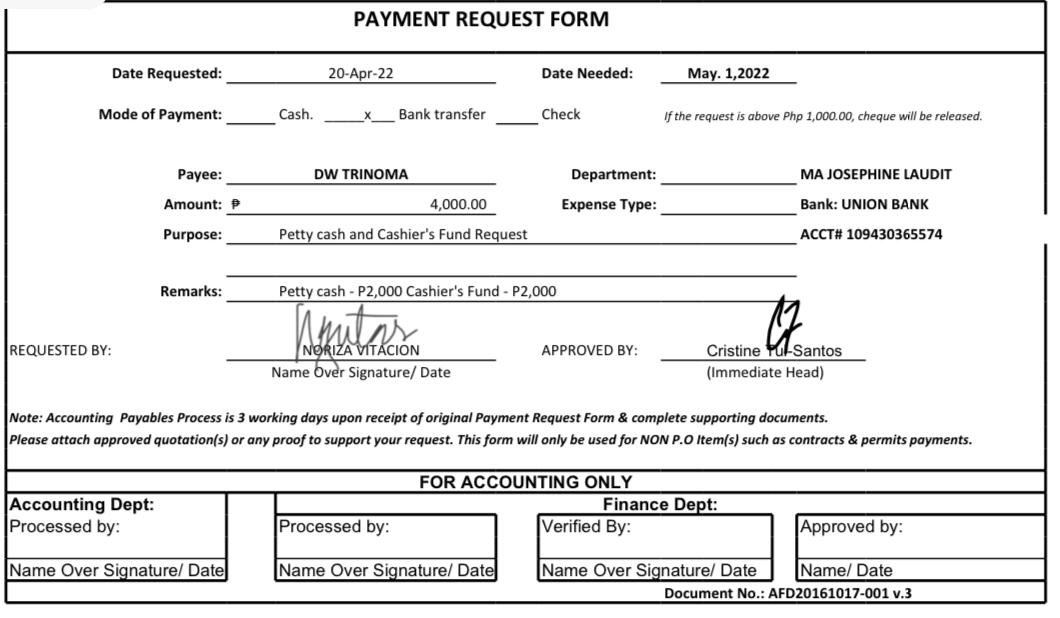 PAYMENT REQUEST FORM
Date Requested: 20-Apr-22 Date Needed: May. 1,2022
Mode of Payment: ______ Cash. _____x___ Bank transfer ______ Check If the request is above Php 1,000.00, cheque will be released.
Payee: DW TRINOMA Department: MA JOSEPHINE LAUDIT
Amount: ₱ 4,000.00 Expense Type: Bank: UNION BANK
Purpose: Petty cash and Cashier's Fund Request ACCT# 109430365574
Remarks: Petty cash - P2,000 Cashier's Fund - P2,000
REQUESTED BY: NORIZA VITACION APPROVED BY: Cristine Tul-Santos
Name Over Signature/ Date (Immediate Head)
Note: Accounting Payables Process is 3 working days upon receipt of original Payment Request Form & complete supporting documents.
Please attach approved quotation(s) or any proof to support your request. This form will only be used for NON P.O Item(s) such as contracts & permits payments.
FOR ACCOUNTING ONLY
Accounting Dept: Finance Dept:
Processed by: Processed by: Verified By: Approved by:
Name Over Signature/ Date Name Over Signature/ Date Name Over Signature/ Date Name/ Date
Document No.: AFD20161017-001 v.3